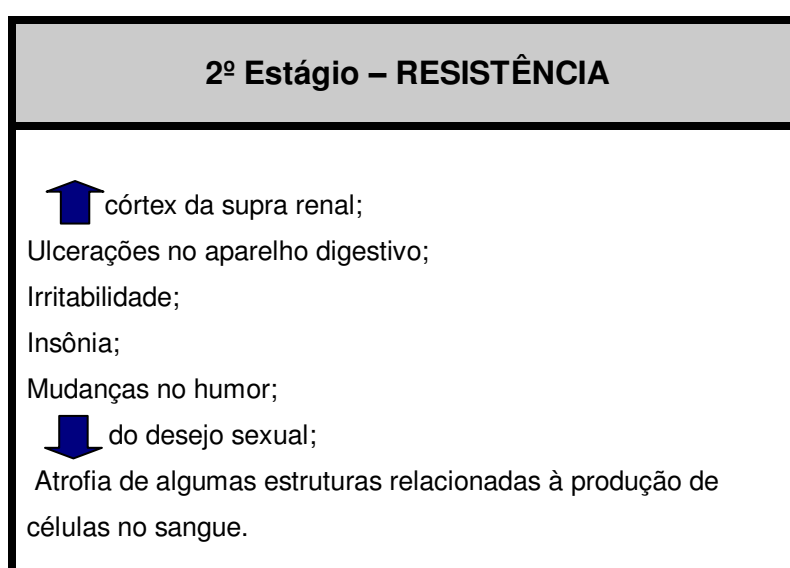 2º Estágio – RESISTÊNCIA
córtex da supra renal;
Ulcerações no aparelho digestivo;
Irritabilidade;
Insônia;
Mudanças no humor;
do desejo sexual;
Atrofia de algumas estruturas relacionadas à produção de
células no sangue.